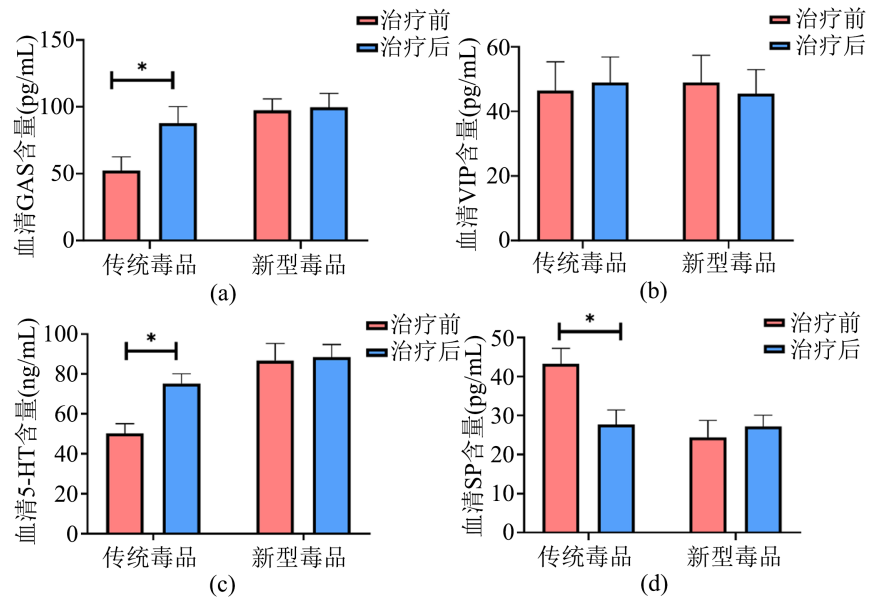 治疗前
治疗后
血清GAS含量(pg/mL)
150
100
50
0
*
传统毒品
新型毒品
(a)
治疗前
治疗后
血清VIP含量(pg/mL)
60
40
20
0
传统毒品
新型毒品
(b)
治疗前
治疗后
血清5-HT含量(ng/mL)
100
80
60
40
20
0
*
传统毒品
新型毒品
(c)
治疗前
治疗后
血清SP含量(pg/mL)
50
40
30
20
10
0
*
传统毒品
新型毒品
(d)